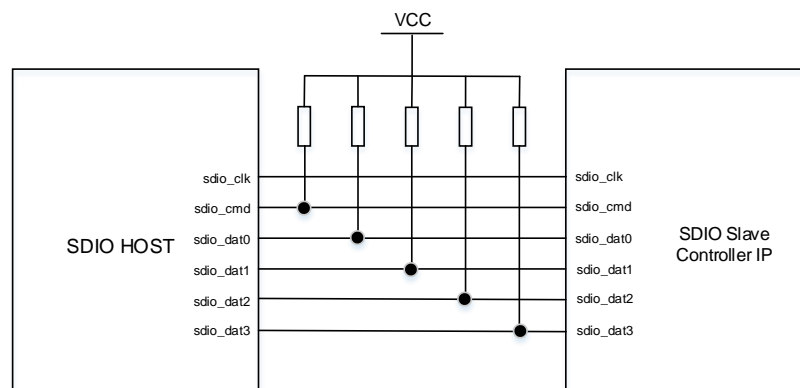 VCC
sdio_clk
sdio_clk
sdio_cmd
sdio_cmd
SDIO HOST
sdio_dat0
sdio_dat0
SDIO Slave
Controller IP
sdio_dat1
sdio_dat1
sdio_dat2
sdio_dat2
sdio_dat3
sdio_dat3